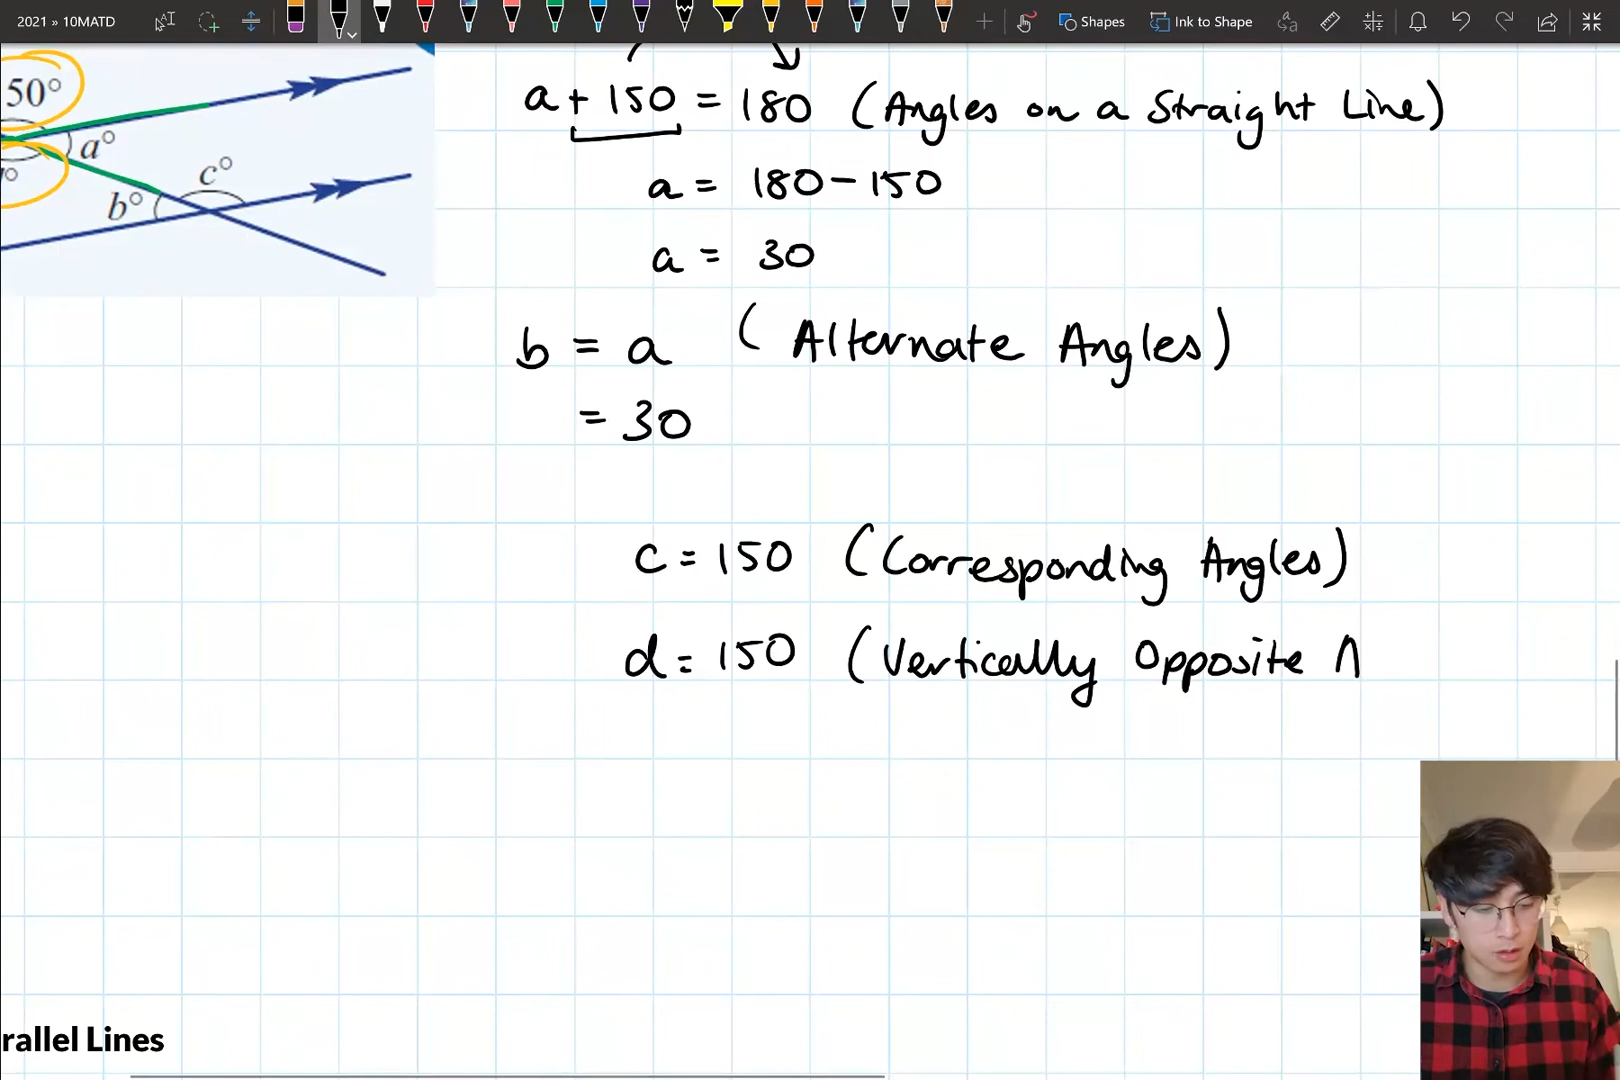 2021 » 10MATD
Shapes
Ink to Shape
50°
a°
c°
b°
a + 150 = 180 (Angles on a Straight Line)
a = 180 - 150
a = 30
b = a (Alternate Angles)
= 30
c = 150 (Corresponding Angles)
d = 150 (Vertically Opposite
rallel Lines